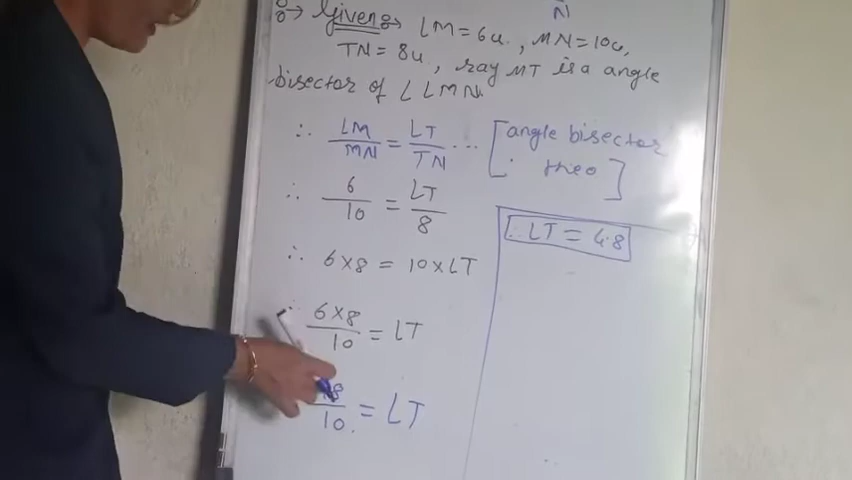 N
→ Given:→ LM = 6u., MN = 10u,
TN = 8u, ray MT is a angle
bisector of ∠LMN.
∴ LM/MN = LT/TN ... [angle bisector
theo]
∴ 6/10 = LT/8
∴ 6×8 = 10×LT
∴ 6×8/10 = LT
8/10. = LT
∴ LT = 4.8